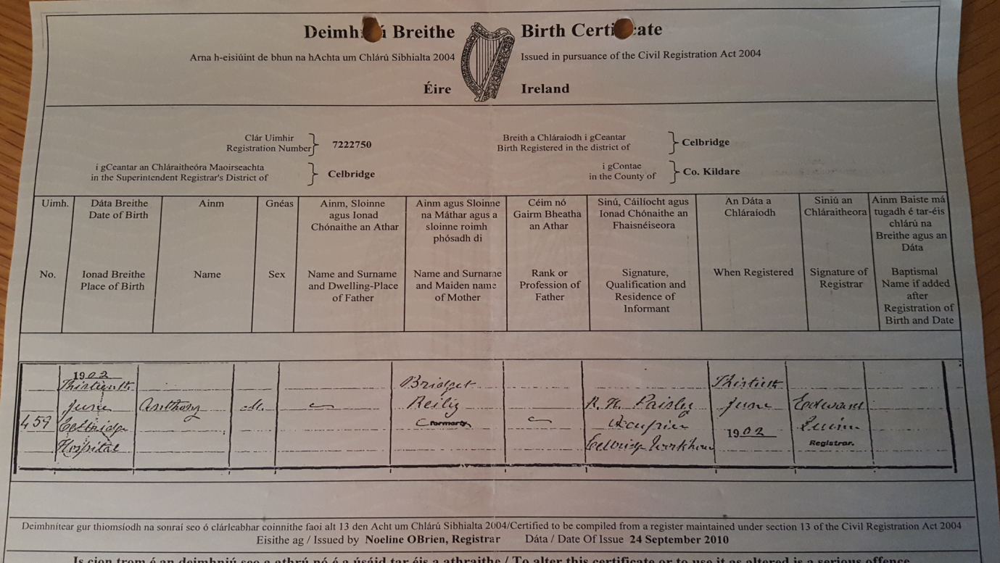 Deimh i Breithe
Birth Certi cate
Arna h-eisiúint de bhun na hAchta um Chlárú Sibhialta 2004
Issued in pursuance of the Civil Registration Act 2004
Éire
Ireland
Clár Uimhir
Registration Number
7222750
Breith a Chláraíodh i gCeantar
Birth Registered in the district of
Celbridge
i gCeantar an Chláraitheóra Maoirseachta
in the Superintendent Registrar's District of
Celbridge
i gContae
in the County of
Co. Kildare
Uimh.
No.
Dáta Breithe
Date of Birth
Ionad Breithe
Place of Birth
Ainm
Name
Gnéas
Sex
Ainm, Sloinne
agus Ionad
Chónaithe an Athar
Name and Surname
and Dwelling-Place
of Father
Ainm agus Sloinne
na Máthar agus a
sloinne roimh
phósadh di
Name and Surname
and Maiden name
of Mother
Céim nó
Gairm Bheatha
an Athar
Rank or
Profession of
Father
Sinú, Cáilíocht agus
Ionad Chónaithe an
Fhaisnéiseora
Signature,
Qualification and
Residence of
Informant
An Dáta a
Chláraíodh
When Registered
Siniú an
Chláraitheora
Signature of
Registrar
Ainm Baiste má
tugadh é tar-éis
chlárú na
Breithe agus an
Dáta
Baptismal
Name if added
after
Registration of
Birth and Date
459
1902
Thirtienth
June
Celbridge
Hospital
Anthony
M.
Bridget
Reily
formerly
R. H. Paisly
Occupier
Celbridge Workhouse
Thirtieth
June
1902
Edward
Registrar.
Deimhnítear gur thiomsíodh na sonraí seo ó clárleabhar coinnithe faoi alt 13 den Acht um Chlárú Sibhialta 2004/Certified to be compiled from a register maintained under section 13 of the Civil Registration Act 2004
Eisithe ag / Issued by Noeline OBrien, Registrar Dáta / Date Of Issue 24 September 2010
Is cion trom é an deimhniú seo a athrú nó é a úsáid tar éis a athraithe / To alter this certificate or to use it as altered is a serious offence